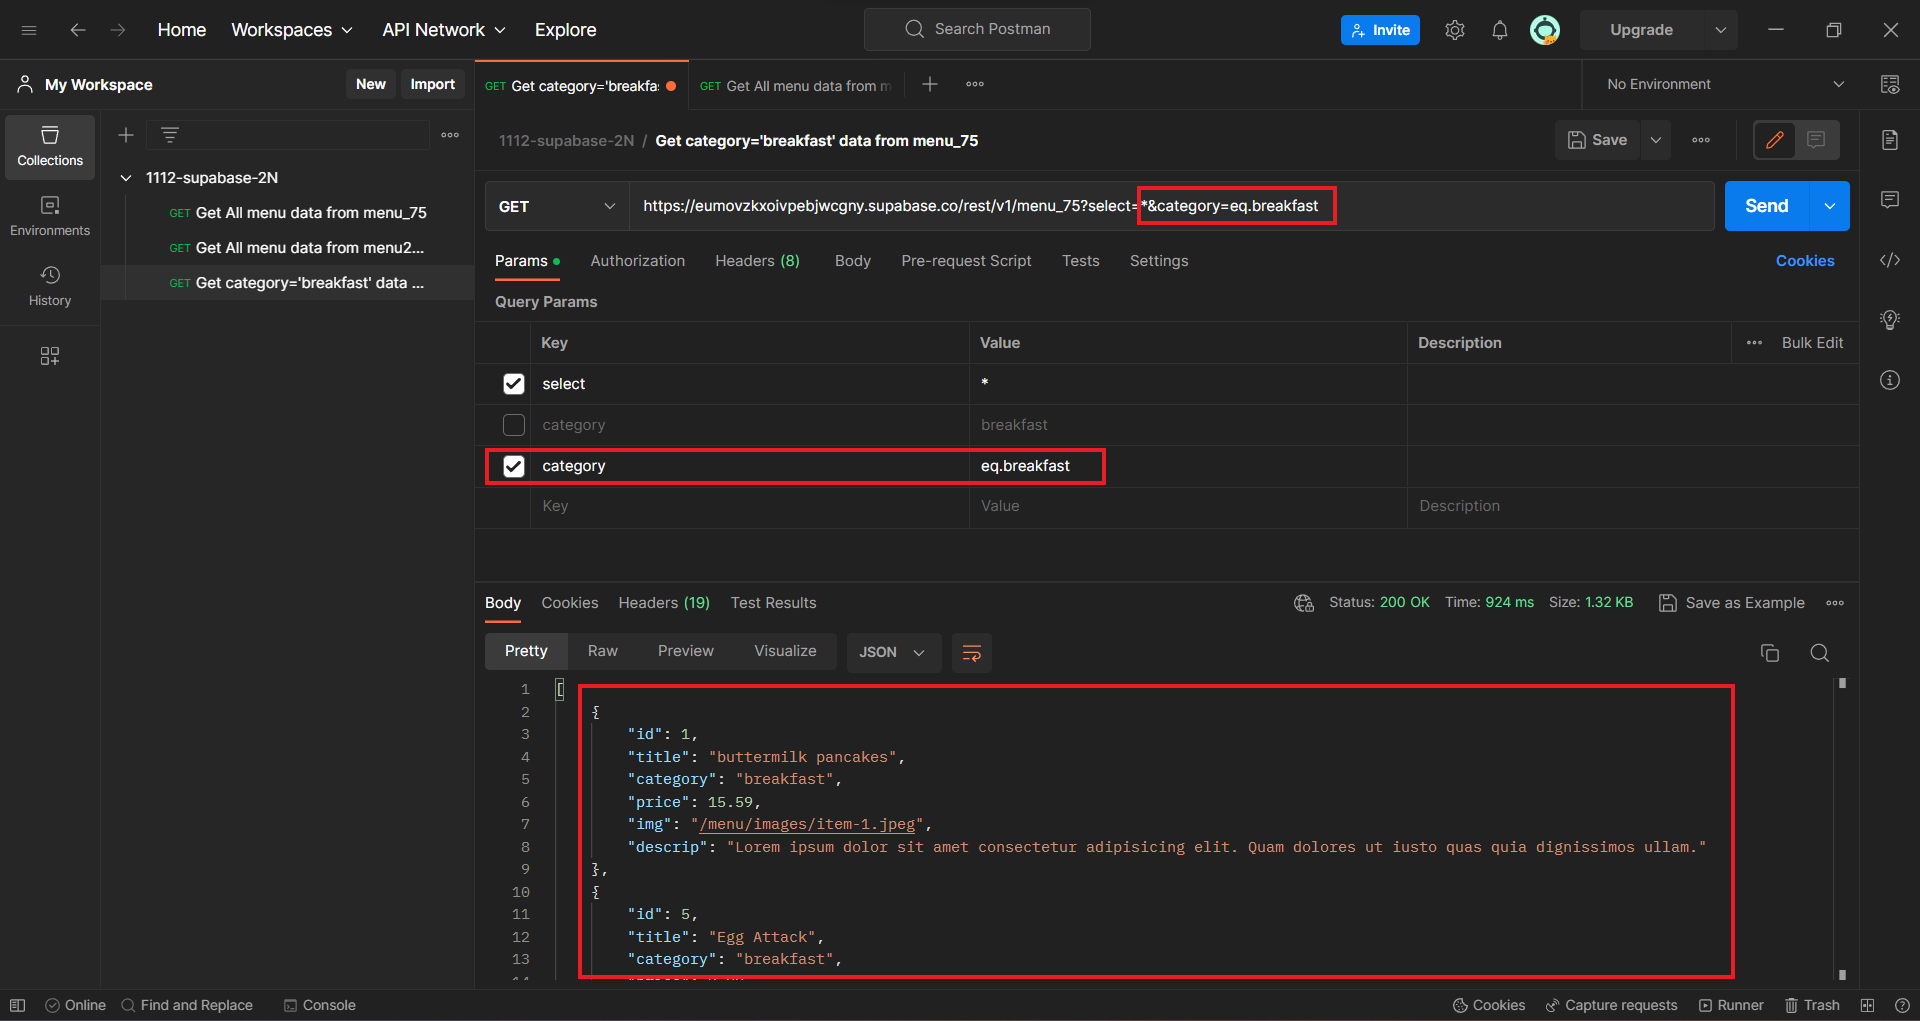 Home Workspaces API Network Explore Search Postman Invite Upgrade
My Workspace New Import GET Get category='breakfa GET Get All menu data from m No Environment
Collections
Environments
History
1112-supabase-2N
GET Get All menu data from menu_75
GET Get All menu data from menu2...
GET Get category='breakfast' data ...
1112-supabase-2N / Get category='breakfast' data from menu_75 Save
GET https://eumovzkxoivpebjwcgny.supabase.co/rest/v1/menu_75?select=*&category=eq.breakfast Send
Params Authorization Headers (8) Body Pre-request Script Tests Settings Cookies
Query Params
Key Value Description Bulk Edit
select *
category breakfast
category eq.breakfast
Key Value Description
Body Cookies Headers (19) Test Results Status: 200 OK Time: 924 ms Size: 1.32 KB Save as Example
Pretty Raw Preview Visualize JSON
1 [
2 {
3 "id": 1,
4 "title": "buttermilk pancakes",
5 "category": "breakfast",
6 "price": 15.59,
7 "img": "/menu/images/item-1.jpeg",
8 "descrip": "Lorem ipsum dolor sit amet consectetur adipisicing elit. Quam dolores ut iusto quas quia dignissimos ullam."
9 },
10 {
11 "id": 5,
12 "title": "Egg Attack",
13 "category": "breakfast",
Online Find and Replace Console Cookies Capture requests Runner Trash